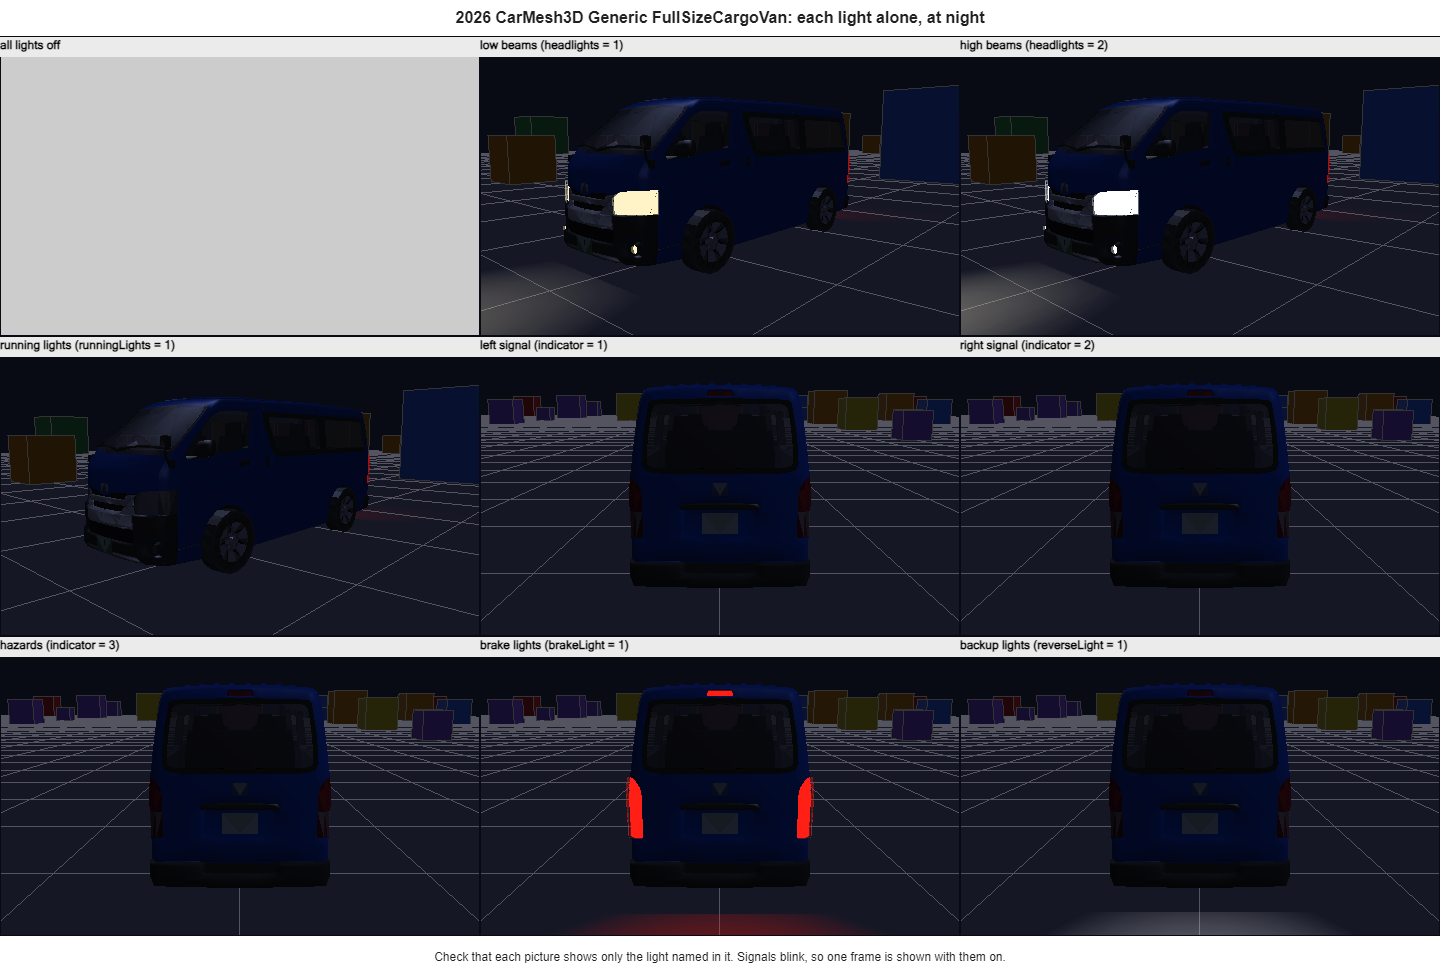 2026 CarMesh3D Generic FullSizeCargoVan: each light alone, at night
all lights off
low beams (headlights = 1)
high beams (headlights = 2)
running lights (runningLights = 1)
left signal (indicator = 1)
right signal (indicator = 2)
hazards (indicator = 3)
brake lights (brakeLight = 1)
backup lights (reverseLight = 1)
Check that each picture shows only the light named in it. Signals blink, so one frame is shown with them on.